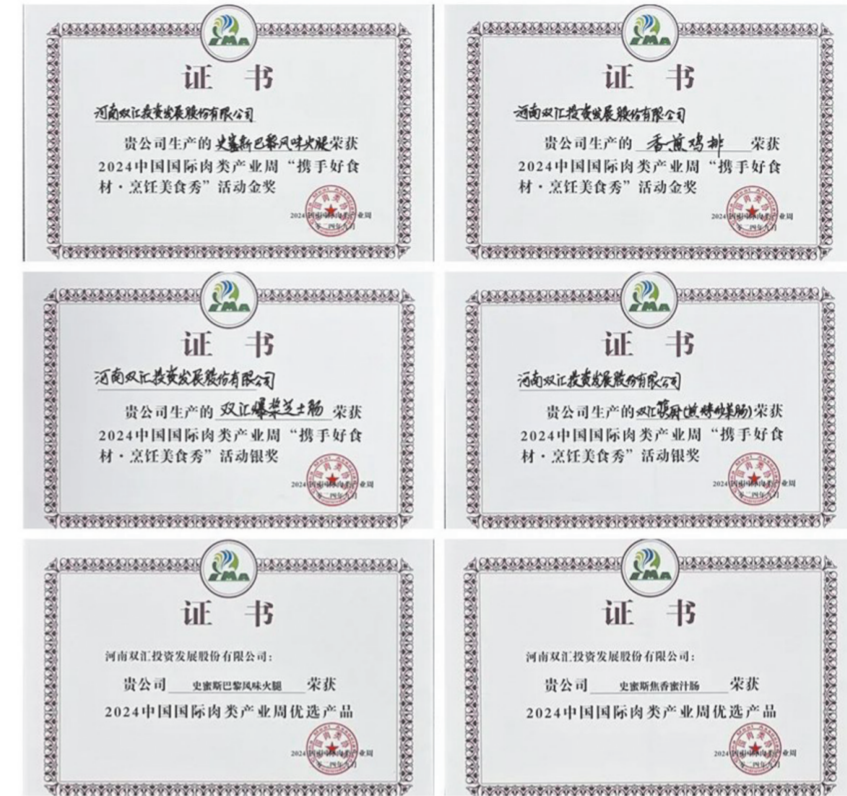 证书
河南双汇投资发展股份有限公司
贵公司生产的 史蜜斯巴黎风味火腿 荣获
2024中国国际肉类产业周“携手好食
材·烹饪美食秀”活动金奖
证书
河南双汇投资发展股份有限公司
贵公司生产的 香煎鸡排 荣获
2024中国国际肉类产业周“携手好食
材·烹饪美食秀”活动金奖
证书
河南双汇投资发展股份有限公司
贵公司生产的 双汇爆浆芝士肠 荣获
2024中国国际肉类产业周“携手好食
材·烹饪美食秀”活动银奖
证书
河南双汇投资发展股份有限公司
贵公司生产的 双汇 荣获
2024中国国际肉类产业周“携手好食
材·烹饪美食秀”活动银奖
证书
河南双汇投资发展股份有限公司：
贵公司 史蜜斯巴黎风味火腿 荣获
2024中国国际肉类产业周优选产品
证书
河南双汇投资发展股份有限公司：
贵公司 史蜜斯焦香蜜汁肠 荣获
2024中国国际肉类产业周优选产品